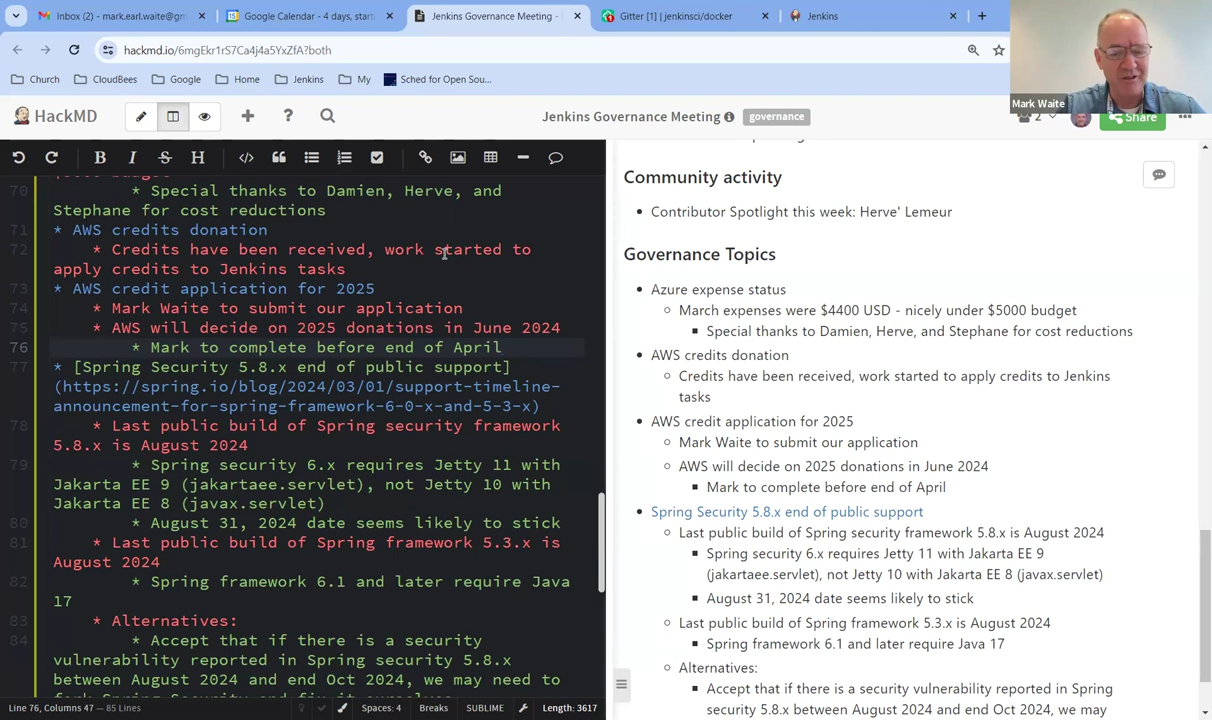 Inbox (2) - mark.earl.waite@gm
Google Calendar - 4 days, start
Jenkins Governance Meeting -
Gitter [1] | jenkinsci/docker
Jenkins
hackmd.io/6mgEkr1rS7Ca4j4a5YxZfA?both
Church
CloudBees
Google
Home
Jenkins
My
Sched for Open Sou...
Mark Waite
HackMD
Jenkins Governance Meeting
governance
2
Share
70 * Special thanks to Damien, Herve, and
Stephane for cost reductions
71 * AWS credits donation
72 * Credits have been received, work started to
apply credits to Jenkins tasks
73 * AWS credit application for 2025
74 * Mark Waite to submit our application
75 * AWS will decide on 2025 donations in June 2024
76 * Mark to complete before end of April
77 * [Spring Security 5.8.x end of public support]
(https://spring.io/blog/2024/03/01/support-timeline-
announcement-for-spring-framework-6-0-x-and-5-3-x)
78 * Last public build of Spring security framework
5.8.x is August 2024
79 * Spring security 6.x requires Jetty 11 with
Jakarta EE 9 (jakartaee.servlet), not Jetty 10 with
Jakarta EE 8 (javax.servlet)
80 * August 31, 2024 date seems likely to stick
81 * Last public build of Spring framework 5.3.x is
August 2024
82 * Spring framework 6.1 and later require Java
17
83 * Alternatives:
84 * Accept that if there is a security
vulnerability reported in Spring security 5.8.x
between August 2024 and end Oct 2024, we may need to
Line 76, Columns 47 — 85 Lines
Spaces: 4
Breaks
SUBLIME
Length: 3617
Community activity
• Contributor Spotlight this week: Herve' Lemeur
Governance Topics
• Azure expense status
◦ March expenses were $4400 USD - nicely under $5000 budget
▪ Special thanks to Damien, Herve, and Stephane for cost reductions
• AWS credits donation
◦ Credits have been received, work started to apply credits to Jenkins
tasks
• AWS credit application for 2025
◦ Mark Waite to submit our application
◦ AWS will decide on 2025 donations in June 2024
▪ Mark to complete before end of April
• Spring Security 5.8.x end of public support
◦ Last public build of Spring security framework 5.8.x is August 2024
▪ Spring security 6.x requires Jetty 11 with Jakarta EE 9
(jakartaee.servlet), not Jetty 10 with Jakarta EE 8 (javax.servlet)
▪ August 31, 2024 date seems likely to stick
◦ Last public build of Spring framework 5.3.x is August 2024
▪ Spring framework 6.1 and later require Java 17
◦ Alternatives:
▪ Accept that if there is a security vulnerability reported in Spring
security 5.8.x between August 2024 and end Oct 2024, we may